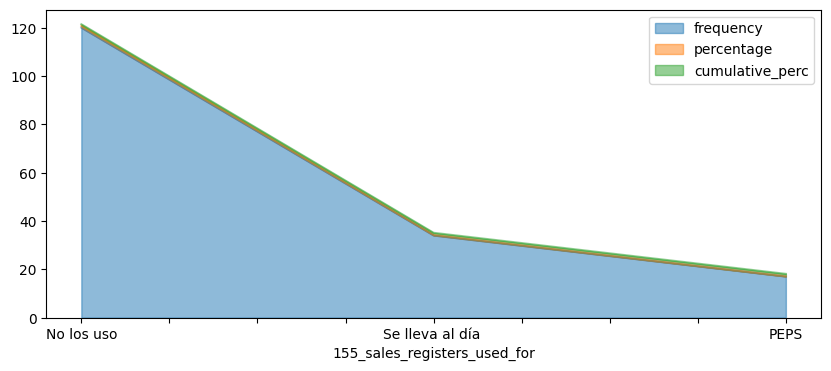 120
100
80
60
40
20
0
frequency
percentage
cumulative_perc
No los uso
Se lleva al día
PEPS
155_sales_registers_used_for